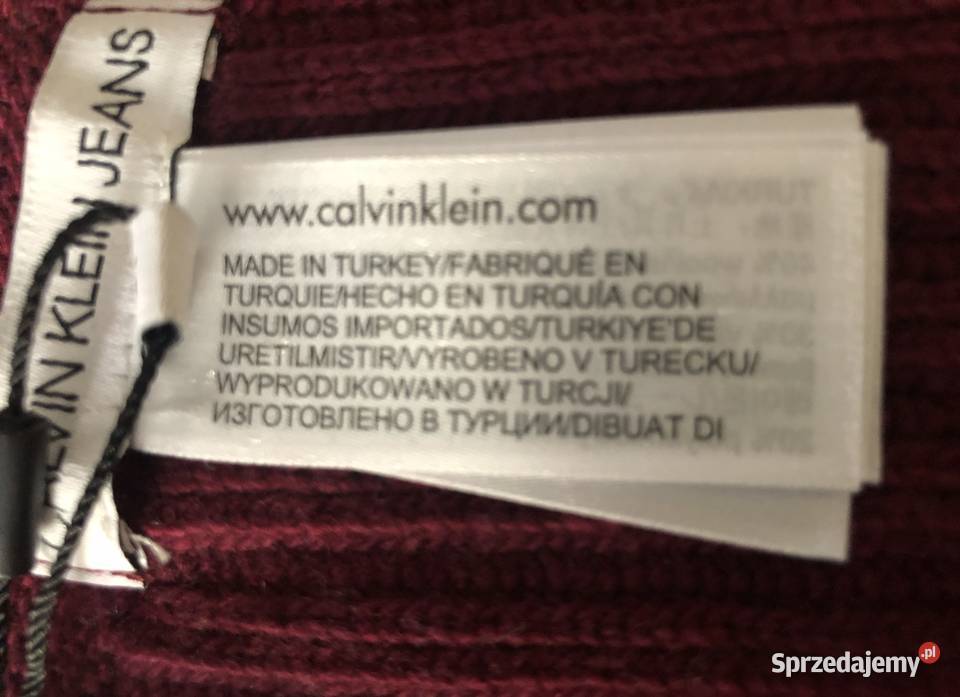 CALVIN KLEIN JEANS
www.calvinklein.com
MADE IN TURKEY/FABRIQUÉ EN
TURQUIE/HECHO EN TURQUÍA CON
INSUMOS IMPORTADOS/TURKIYE'DE
URETILMISTIR/VYROBENO V TURECKU/
WYPRODUKOWANO W TURCJI/
ИЗГОТОВЛЕНО В ТУРЦИИ/DIBUAT DI
Sprzedajemy.pl